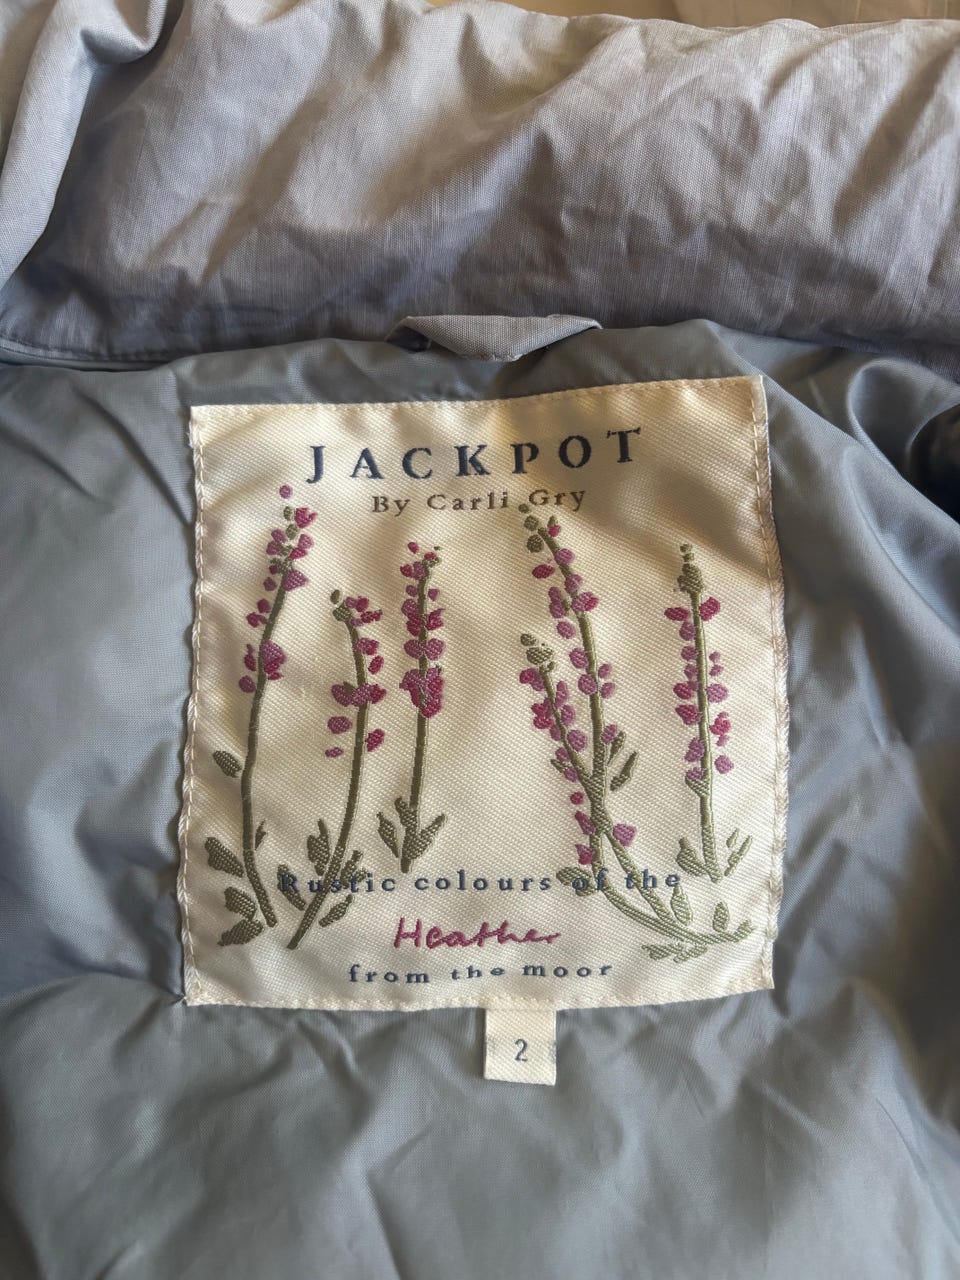 JACKPOT
By Carli Gry
Rustic colours of the
Heather
from the moor
2